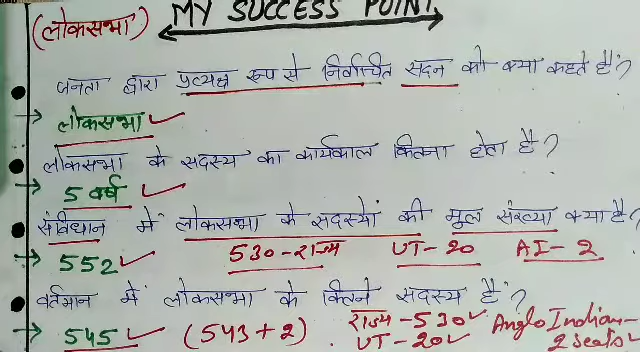 (लोकसभा) MY SUCCESS POINT
जनता द्वारा प्रत्यक्ष रूप से निर्वाचित सदन को क्या कहते हैं?
→ लोकसभा
लोकसभा के सदस्य का कार्यकाल कितना होता है?
→ 5 वर्ष
संविधान में लोकसभा के सदस्यों की मूल संख्या क्या है?
→ 552 530-राज्य UT-20 AI-2
वर्तमान में लोकसभा के कितने सदस्य हैं?
→ 545 (543+2) राज्य-530 Anglo Indian-
UT-20 2 seats